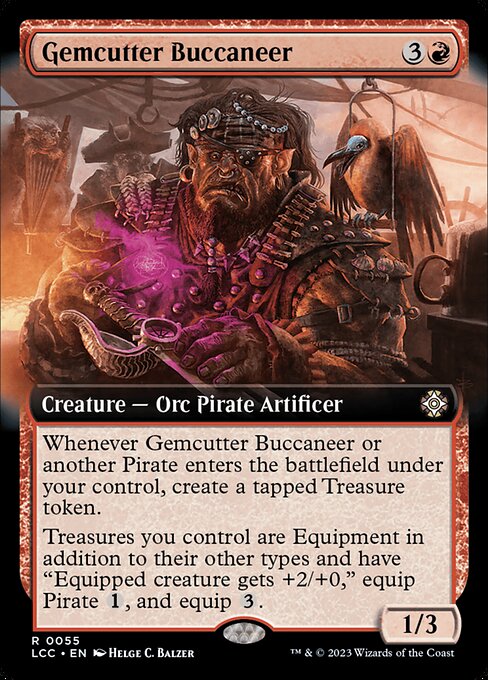 Gemcutter Buccaneer 3
Creature — Orc Pirate Artificer
Whenever Gemcutter Buccaneer or
another Pirate enters the battlefield under
your control, create a tapped Treasure
token.
Treasures you control are Equipment in
addition to their other types and have
“Equipped creature gets +2/+0,” equip
Pirate 1, and equip 3.
1/3
R 0055
LCC • EN HELGE C. BALZER
™ & © 2023 Wizards of the Coast